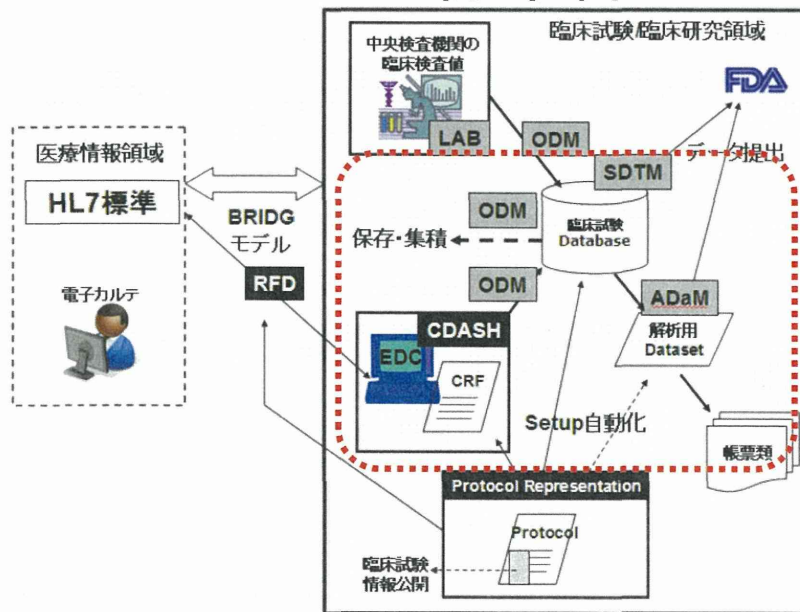 臨床試験/臨床研究領域
中央検査機関の
臨床検査値
FDA
LAB
ODM
SDTM
データ提出
医療情報領域
HL7標準
BRIDG
モデル
RFD
電子カルテ
ODM
保存・集積
臨床試験
Database
ODM
ADaM
解析用
Dataset
CDASH
EDC
CRF
Setup自動化
帳票類
Protocol Representation
Protocol
臨床試験
情報公開